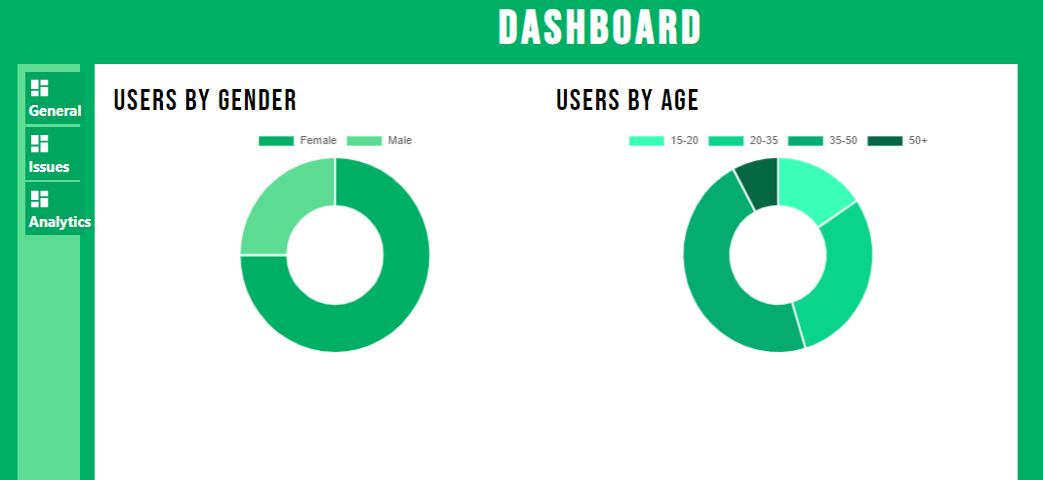 DASHBOARD
General
Issues
Analytics
USERS BY GENDER
Female Male
USERS BY AGE
15-20 20-35 35-50 50+